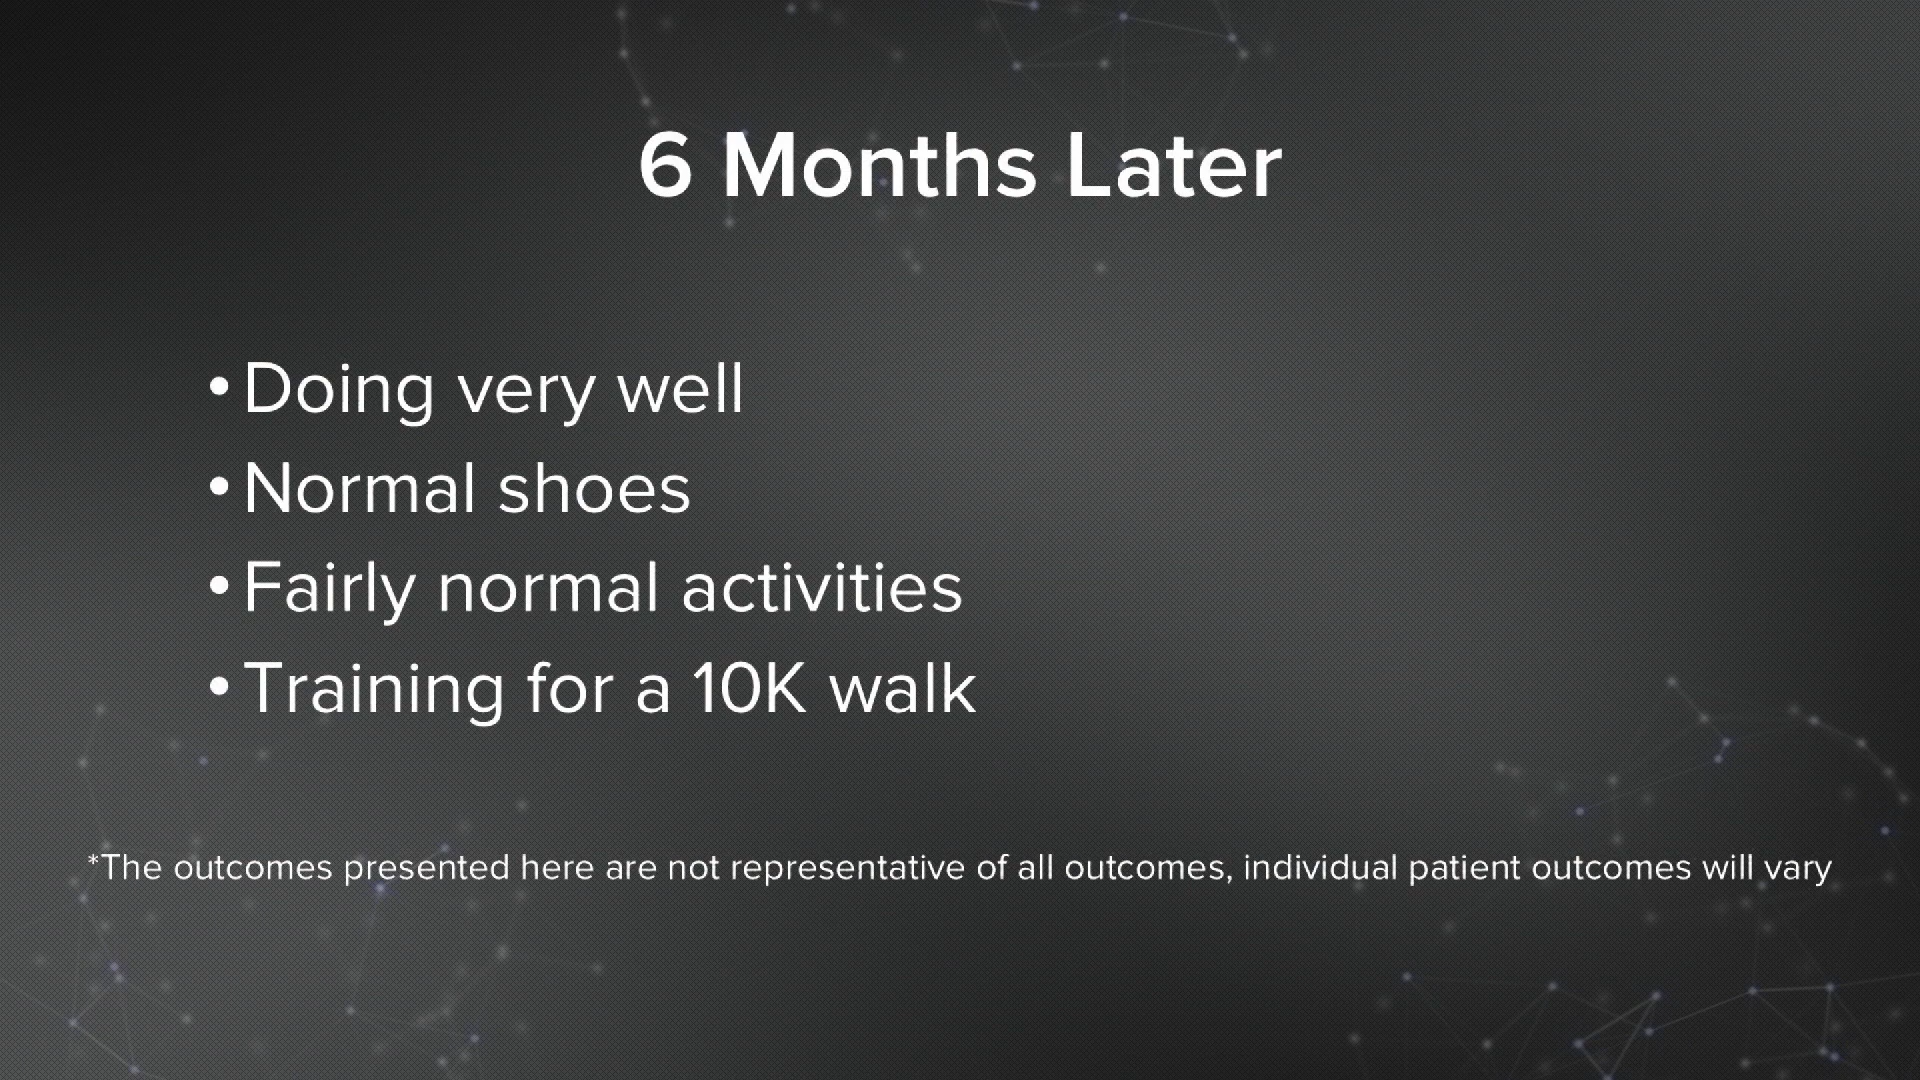 6 Months Later
• Doing very well
• Normal shoes
• Fairly normal activities
• Training for a 10K walk
*The outcomes presented here are not representative of all outcomes, individual patient outcomes will vary